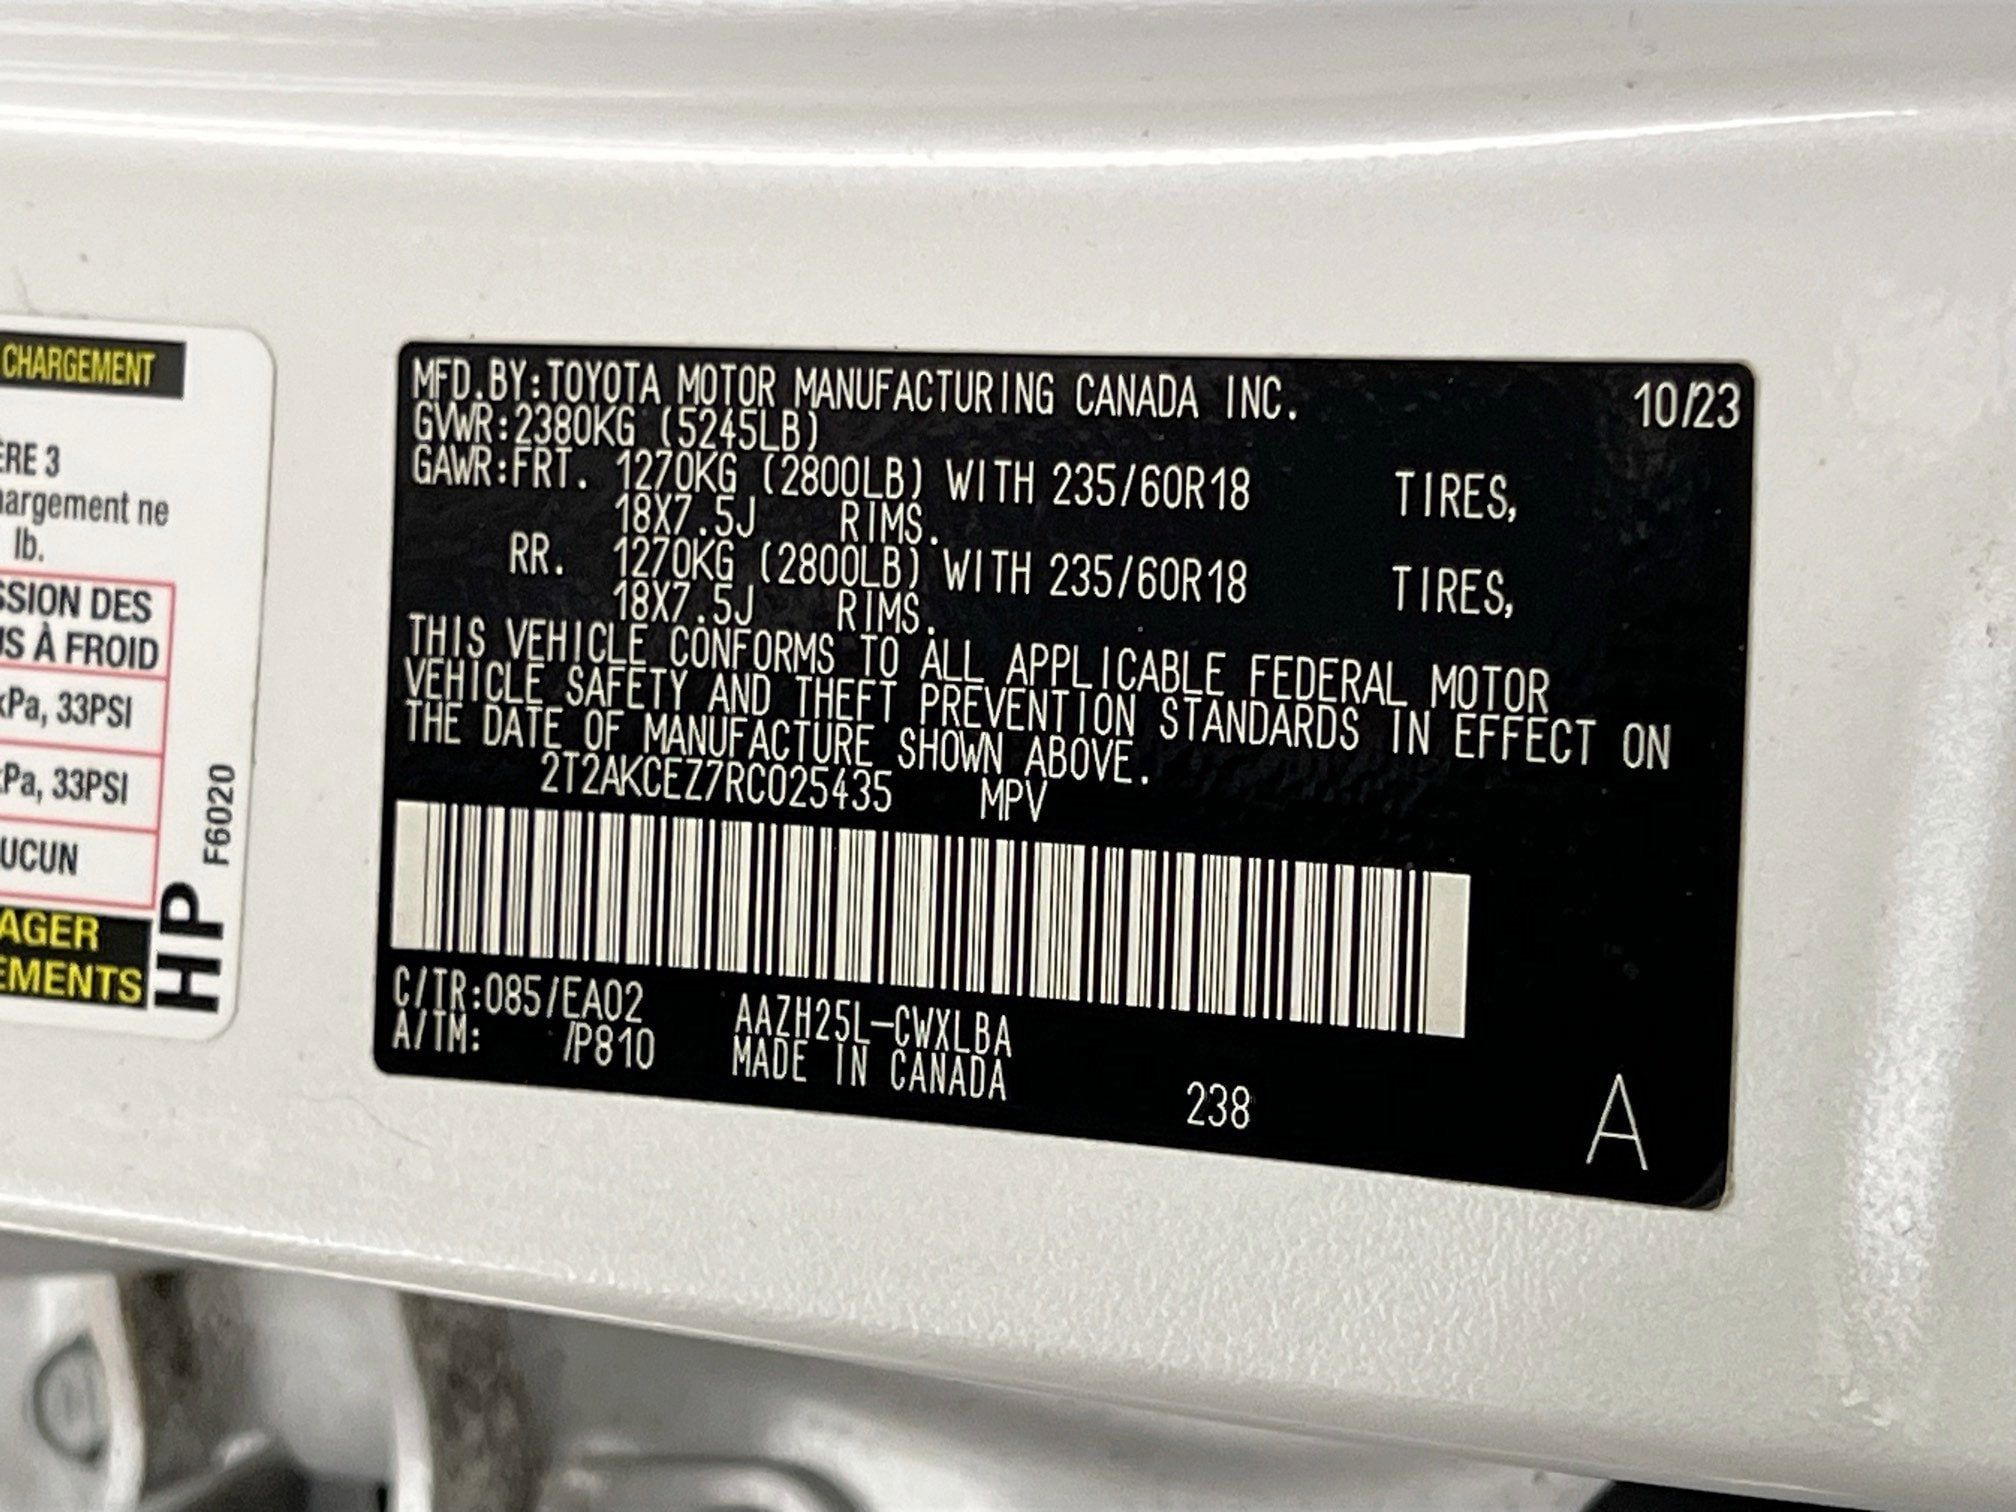 CHARGEMENT
ÈRE 3
hargement ne
lb.
SSION DES
US À FROID
kPa, 33PSI
kPa, 33PSI
UCUN
AGER
EMENTS
HP
F6020
MFD.BY:TOYOTA MOTOR MANUFACTURING CANADA INC. 10/23
GVWR:2380KG (5245LB)
GAWR:FRT. 1270KG (2800LB) WITH 235/60R18 TIRES,
18X7.5J RIMS.
RR. 1270KG (2800LB) WITH 235/60R18 TIRES,
18X7.5J RIMS.
THIS VEHICLE CONFORMS TO ALL APPLICABLE FEDERAL MOTOR
VEHICLE SAFETY AND THEFT PREVENTION STANDARDS IN EFFECT ON
THE DATE OF MANUFACTURE SHOWN ABOVE.
2T2AKCEZ7RC025435 MPV
C/TR:085/EA02 AAZH25L-CWXLBA
A/TM: /P810 MADE IN CANADA
238
A